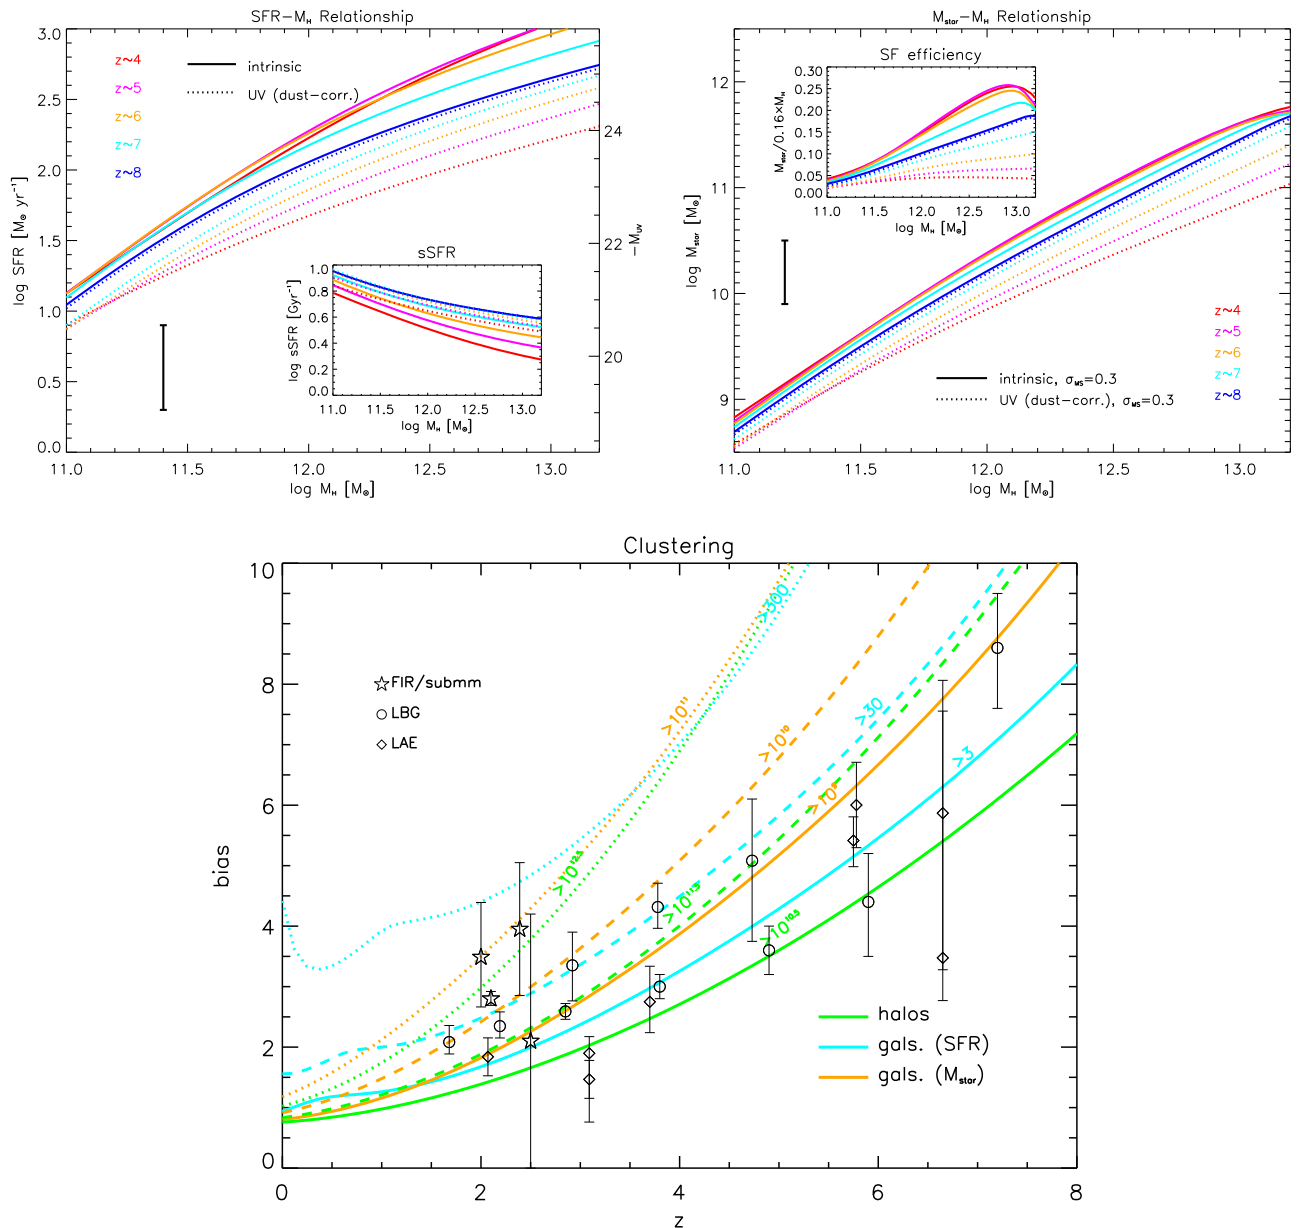 SFR−M_H Relationship
3.0
2.5
2.0
1.5
1.0
0.5
0.0
log SFR [M_⊙ yr⁻¹]
z~4
z~5
z~6
z~7
z~8
intrinsic
UV (dust−corr.)
24
22
20
−M_UV
sSFR
1.0
0.8
0.6
0.4
0.2
0.0
log sSFR [Gyr⁻¹]
11.0 11.5 12.0 12.5 13.0
log M_H [M_⊙]
11.0 11.5 12.0 12.5 13.0
log M_H [M_⊙]
M_star−M_H Relationship
12
11
10
9
log M_star [M_⊙]
SF efficiency
0.30
0.25
0.20
0.15
0.10
0.05
0.00
M_star/0.16×M_H
11.0 11.5 12.0 12.5 13.0
log M_H [M_⊙]
z~4
z~5
z~6
z~7
z~8
intrinsic, σ_MS=0.3
UV (dust−corr.), σ_MS=0.3
11.0 11.5 12.0 12.5 13.0
log M_H [M_⊙]
Clustering
10
8
6
4
2
0
bias
FIR/submm
LBG
LAE
>300
>10¹¹
>10¹⁰
>30
>10⁹
>3
>10¹²·⁵
>10¹¹·⁵
>10¹⁰·⁵
halos
gals. (SFR)
gals. (M_star)
0 2 4 6 8
z